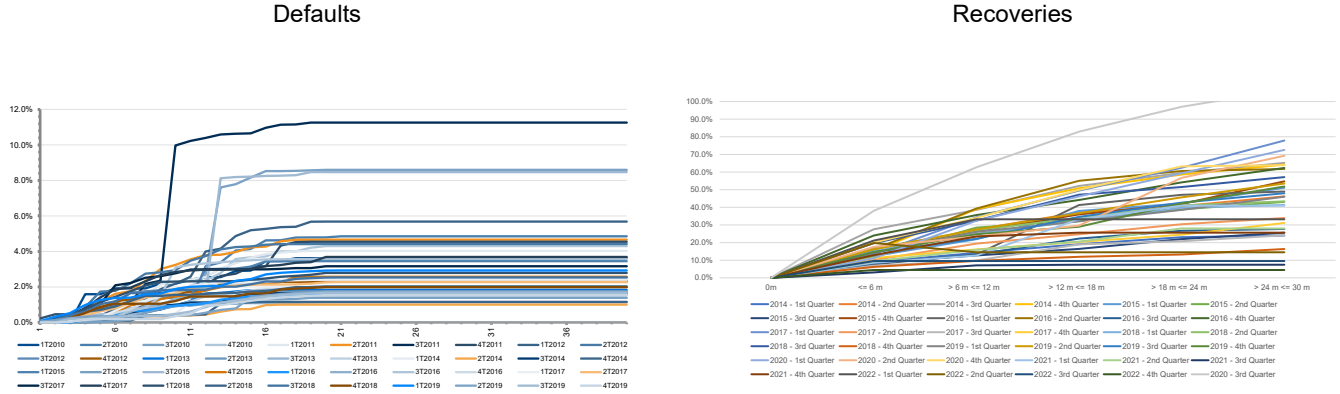 Defaults
Recoveries
12.0%
10.0%
8.0%
6.0%
4.0%
2.0%
0.0%
1 6 11 16 21 26 31 36
1T2010 2T2010 3T2010 4T2010 1T2011 2T2011 3T2011 4T2011 1T2012 2T2012
3T2012 4T2012 1T2013 2T2013 3T2013 4T2013 1T2014 2T2014 3T2014 4T2014
1T2015 2T2015 3T2015 4T2015 1T2016 2T2016 3T2016 4T2016 1T2017 2T2017
3T2017 4T2017 1T2018 2T2018 3T2018 4T2018 1T2019 2T2019 3T2019 4T2019
100.0%
90.0%
80.0%
70.0%
60.0%
50.0%
40.0%
30.0%
20.0%
10.0%
0.0%
0m <= 6 m > 6 m <= 12 m > 12 m <= 18 m > 18 m <= 24 m > 24 m <= 30 m
2014 - 1st Quarter 2014 - 2nd Quarter 2014 - 3rd Quarter 2014 - 4th Quarter 2015 - 1st Quarter 2015 - 2nd Quarter
2015 - 3rd Quarter 2015 - 4th Quarter 2016 - 1st Quarter 2016 - 2nd Quarter 2016 - 3rd Quarter 2016 - 4th Quarter
2017 - 1st Quarter 2017 - 2nd Quarter 2017 - 3rd Quarter 2017 - 4th Quarter 2018 - 1st Quarter 2018 - 2nd Quarter
2018 - 3rd Quarter 2018 - 4th Quarter 2019 - 1st Quarter 2019 - 2nd Quarter 2019 - 3rd Quarter 2019 - 4th Quarter
2020 - 1st Quarter 2020 - 2nd Quarter 2020 - 4th Quarter 2021 - 1st Quarter 2021 - 2nd Quarter 2021 - 3rd Quarter
2021 - 4th Quarter 2022 - 1st Quarter 2022 - 2nd Quarter 2022 - 3rd Quarter 2022 - 4th Quarter 2020 - 3rd Quarter